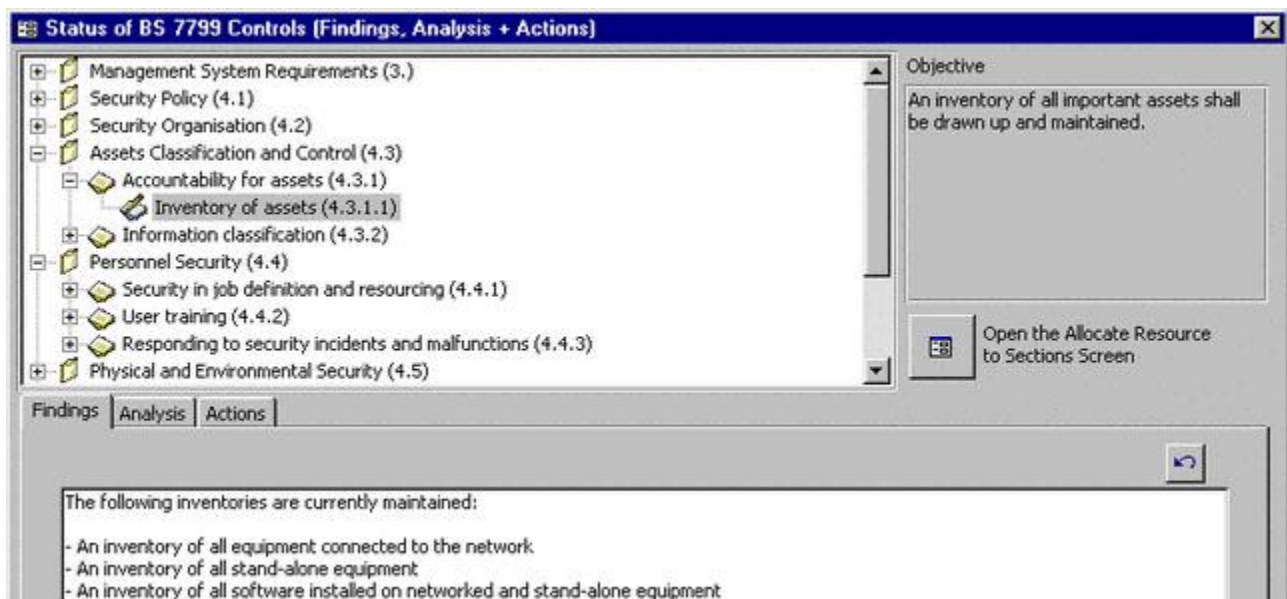 Status of BS 7799 Controls (Findings, Analysis + Actions)
Management System Requirements (3.)
Security Policy (4.1)
Security Organisation (4.2)
Assets Classification and Control (4.3)
Accountability for assets (4.3.1)
Inventory of assets (4.3.1.1)
Information classification (4.3.2)
Personnel Security (4.4)
Security in job definition and resourcing (4.4.1)
User training (4.4.2)
Responding to security incidents and malfunctions (4.4.3)
Physical and Environmental Security (4.5)
Objective
An inventory of all important assets shall
be drawn up and maintained.
Open the Allocate Resource
to Sections Screen
Findings Analysis Actions
The following inventories are currently maintained:
- An inventory of all equipment connected to the network
- An inventory of all stand-alone equipment
- An inventory of all software installed on networked and stand-alone equipment